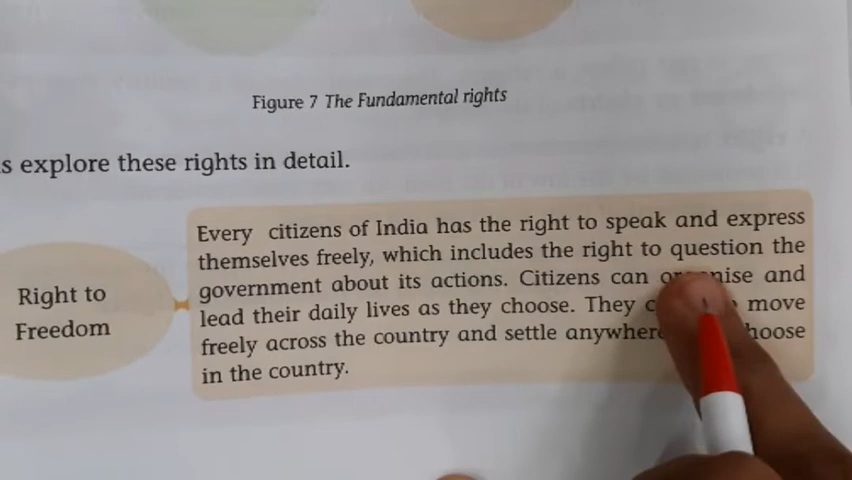 Figure 7 The Fundamental rights
s explore these rights in detail.
Right to
Freedom
Every citizens of India has the right to speak and express
themselves freely, which includes the right to question the
government about its actions. Citizens can and
lead their daily lives as they choose. They move
freely across the country and settle anywhere
in the country.